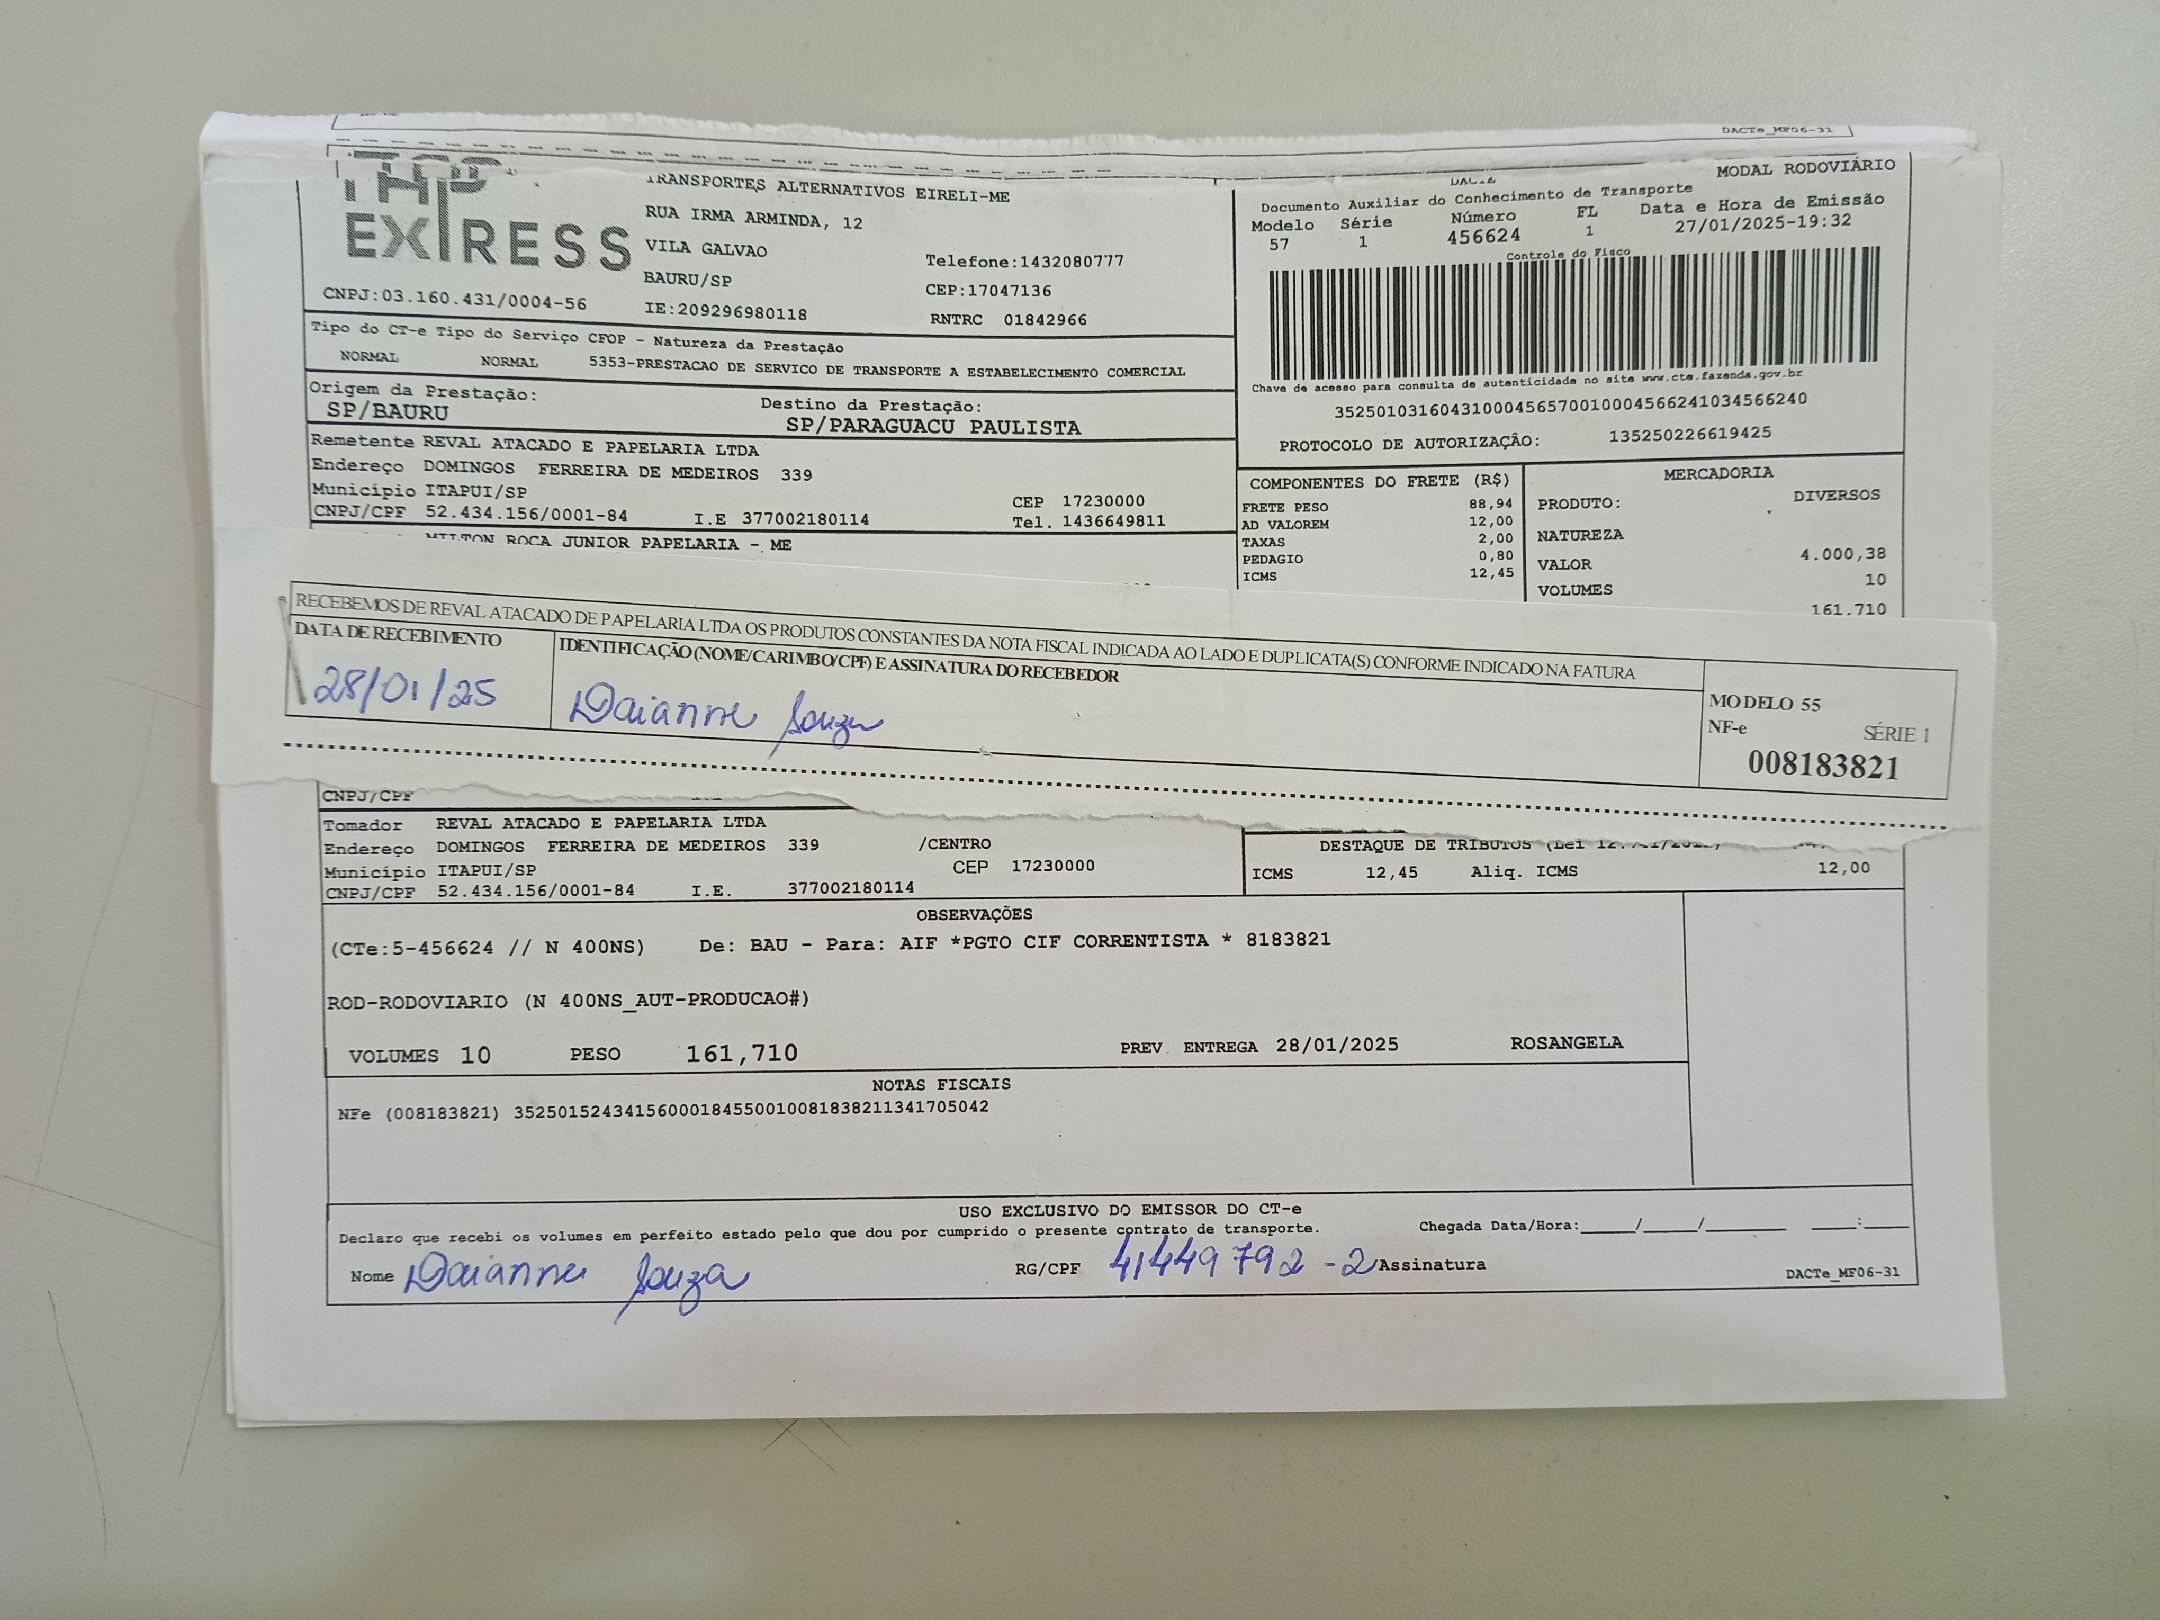 DACTe_MF06-31
EXPRESS
CNPJ:03.160.431/0004-56
TRANSPORTES ALTERNATIVOS EIRELI-ME
RUA IRMA ARMINDA, 12
VILA GALVAO
BAURU/SP
IE:209296980118
Telefone:1432080777
CEP:17047136
RNTRC 01842966
MODAL RODOVIÁRIO
Documento Auxiliar do Conhecimento de Transporte
Modelo Série Número FL Data e Hora de Emissão
57 1 456624 1 27/01/2025-19:32
Controle do Fisco
Chave de acesso para consulta de autenticidade no site www.cte.fazenda.gov.br
35250103160431000456570010004566241034566240
PROTOCOLO DE AUTORIZAÇÃO: 135250226619425
Tipo do CT-e Tipo do Serviço CFOP - Natureza da Prestação
NORMAL NORMAL 5353-PRESTACAO DE SERVICO DE TRANSPORTE A ESTABELECIMENTO COMERCIAL
Origem da Prestação: Destino da Prestação:
SP/BAURU SP/PARAGUACU PAULISTA
Remetente REVAL ATACADO E PAPELARIA LTDA
Endereço DOMINGOS FERREIRA DE MEDEIROS 339
Município ITAPUI/SP CEP 17230000
CNPJ/CPF 52.434.156/0001-84 I.E 377002180114 Tel. 1436649811
MILTON ROCA JUNIOR PAPELARIA - ME
COMPONENTES DO FRETE (R$)
FRETE PESO 88,94
AD VALOREM 12,00
TAXAS 2,00
PEDAGIO 0,80
ICMS 12,45
MERCADORIA
PRODUTO: DIVERSOS
NATUREZA
VALOR 4.000,38
VOLUMES 10
161,710
RECEBEMOS DE REVAL ATACADO DE PAPELARIA LTDA OS PRODUTOS CONSTANTES DA NOTA FISCAL INDICADA AO LADO E DUPLICATA(S) CONFORME INDICADO NA FATURA
DATA DE RECEBIMENTO IDENTIFICAÇÃO (NOME/CARIMBO/CPF) E ASSINATURA DO RECEBEDOR
28/01/25 Daianne Souza
MODELO 55
NF-e SÉRIE 1
008183821
CNPJ/CPF
Tomador REVAL ATACADO E PAPELARIA LTDA
Endereço DOMINGOS FERREIRA DE MEDEIROS 339 /CENTRO
Município ITAPUI/SP CEP 17230000
CNPJ/CPF 52.434.156/0001-84 I.E. 377002180114
DESTAQUE DE TRIBUTOS (Lei
ICMS 12,45 Aliq. ICMS 12,00
OBSERVAÇÕES
(CTe:5-456624 // N 400NS) De: BAU - Para: AIF *PGTO CIF CORRENTISTA * 8183821
ROD-RODOVIARIO (N 400NS_AUT-PRODUCAO#)
VOLUMES 10 PESO 161,710 PREV. ENTREGA 28/01/2025 ROSANGELA
NOTAS FISCAIS
NFe (008183821) 35250152434156000184550010081838211341705042
USO EXCLUSIVO DO EMISSOR DO CT-e
Declaro que recebi os volumes em perfeito estado pelo que dou por cumprido o presente contrato de transporte. Chegada Data/Hora:____/____/______ ____:____
Nome Daianne Souza RG/CPF 41449792-2 Assinatura
DACTe_MF06-31